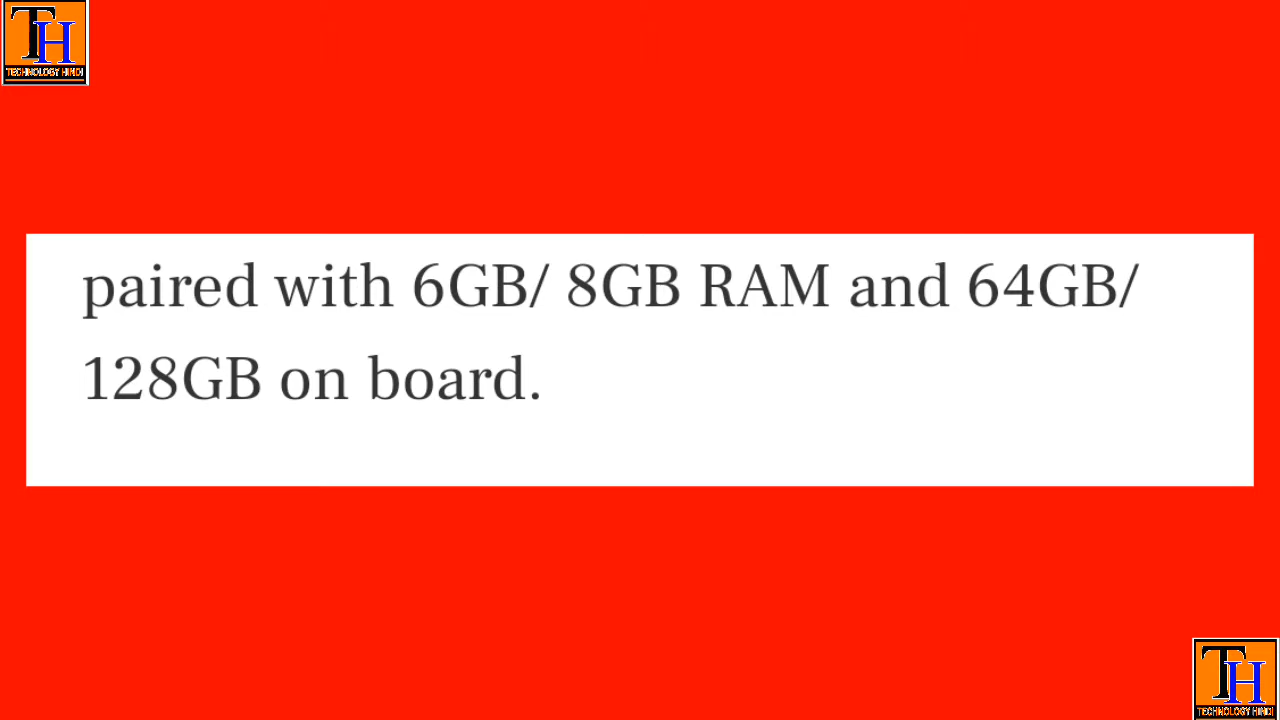 TH
TECHNOLOGY HINDI
paired with 6GB/ 8GB RAM and 64GB/
128GB on board.
TH
TECHNOLOGY HINDI